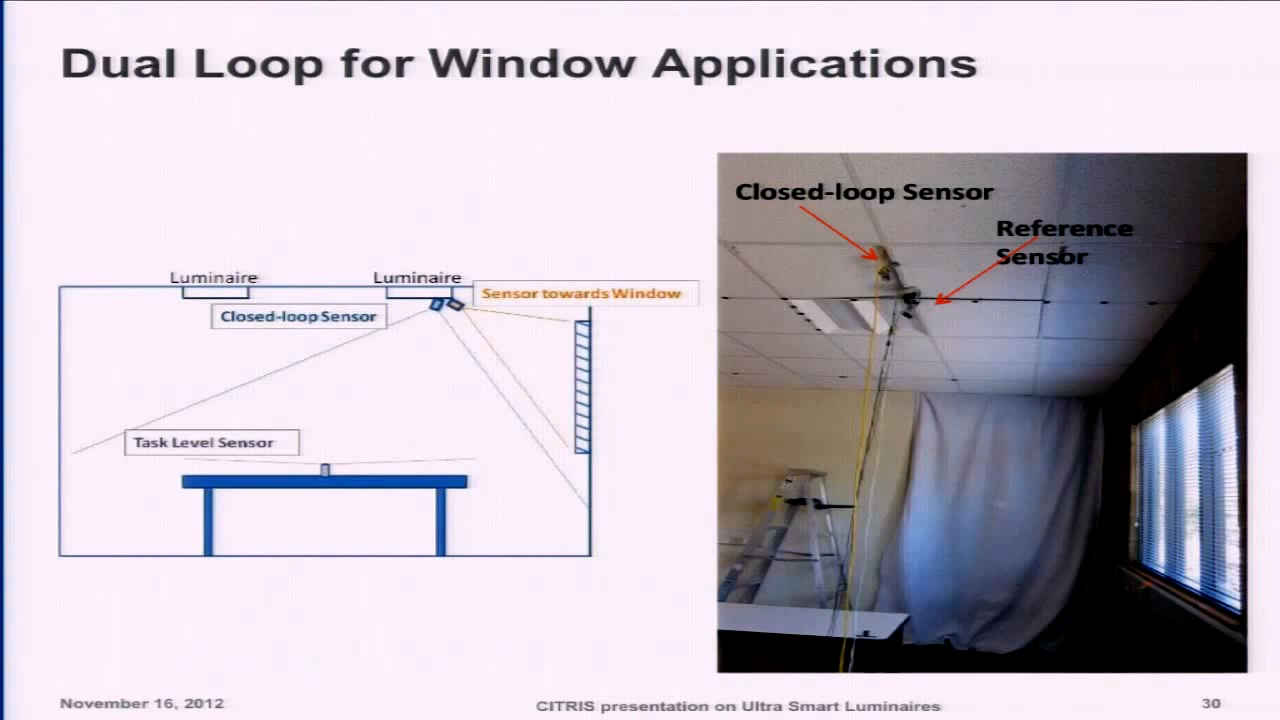 Dual Loop for Window Applications
Luminaire
Luminaire
Sensor towards Window
Closed-loop Sensor
Task Level Sensor
Closed-loop Sensor
Reference
Sensor
November 16, 2012
CITRIS presentation on Ultra Smart Luminaires
30